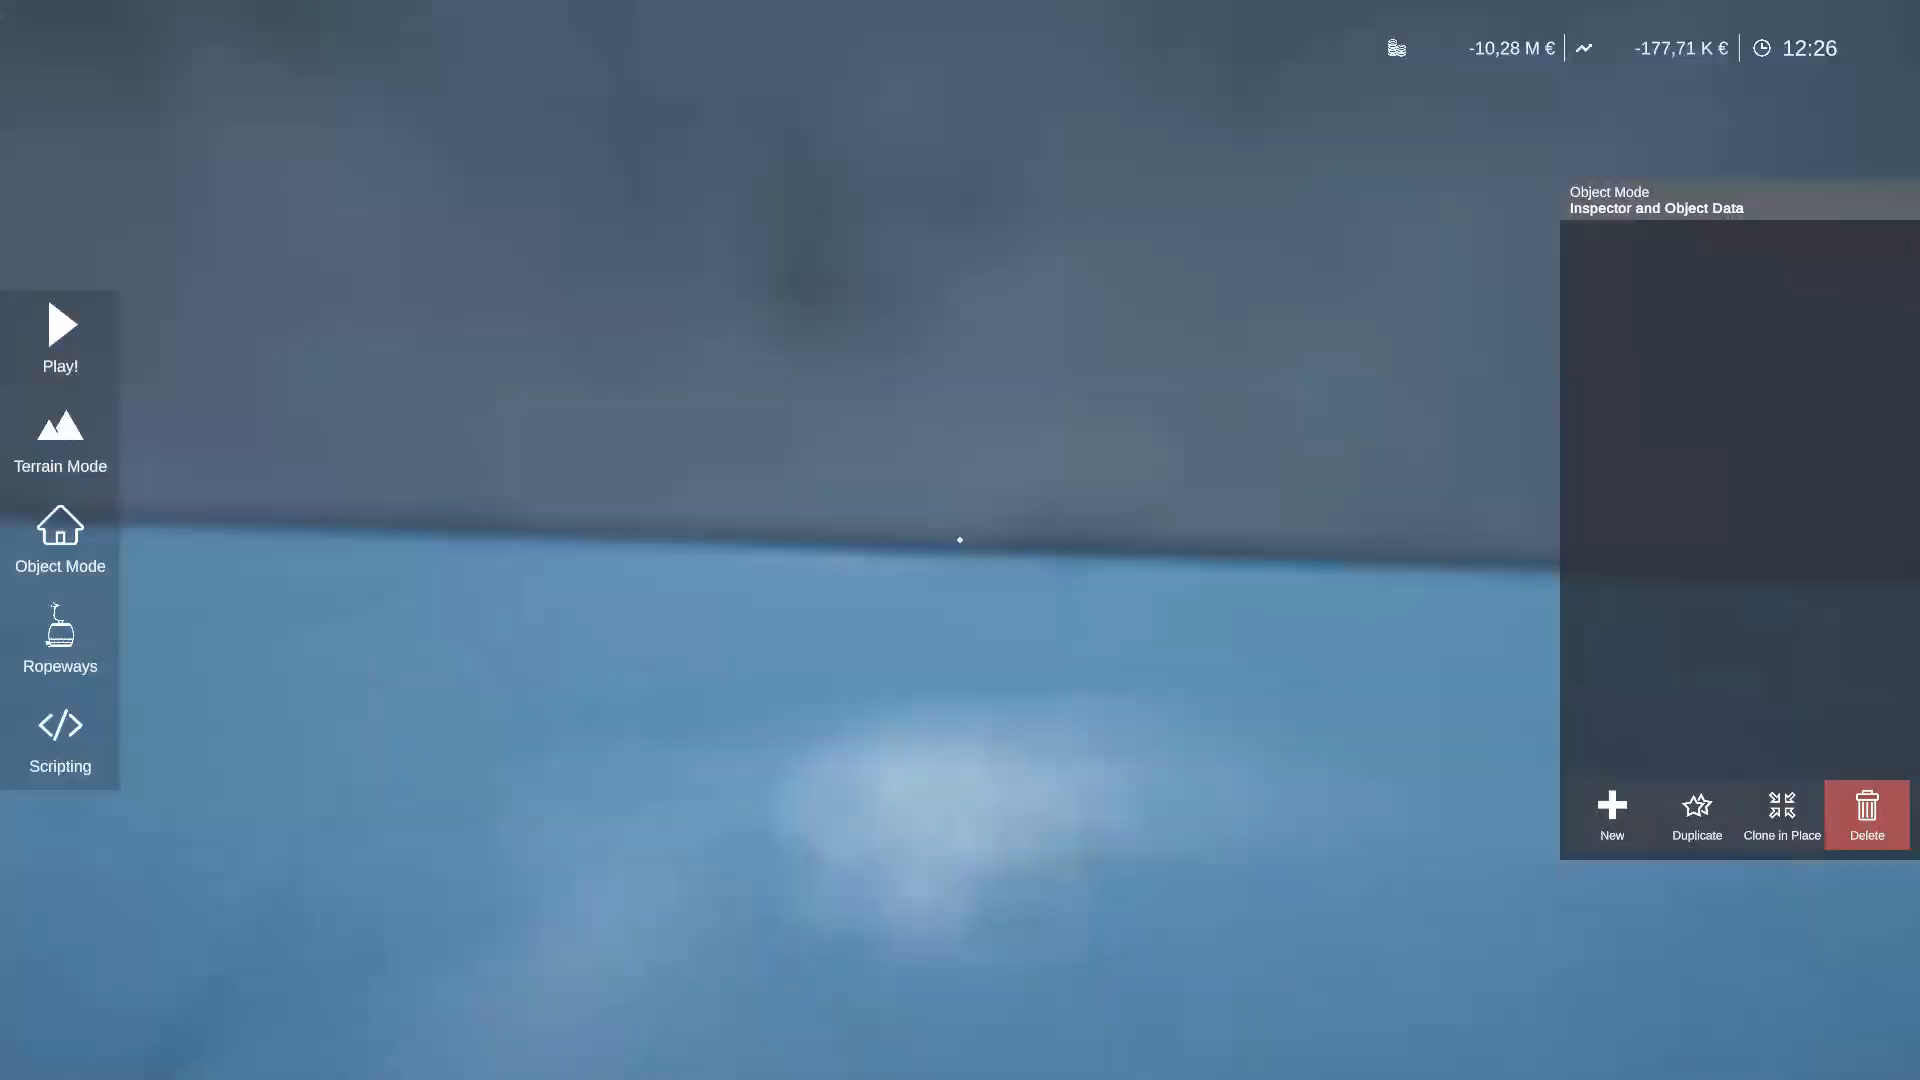 -10,28 M €
-177,71 K €
12:26
Object Mode
Inspector and Object Data
Play!
Terrain Mode
Object Mode
Ropeways
Scripting
New
Duplicate
Clone in Place
Delete